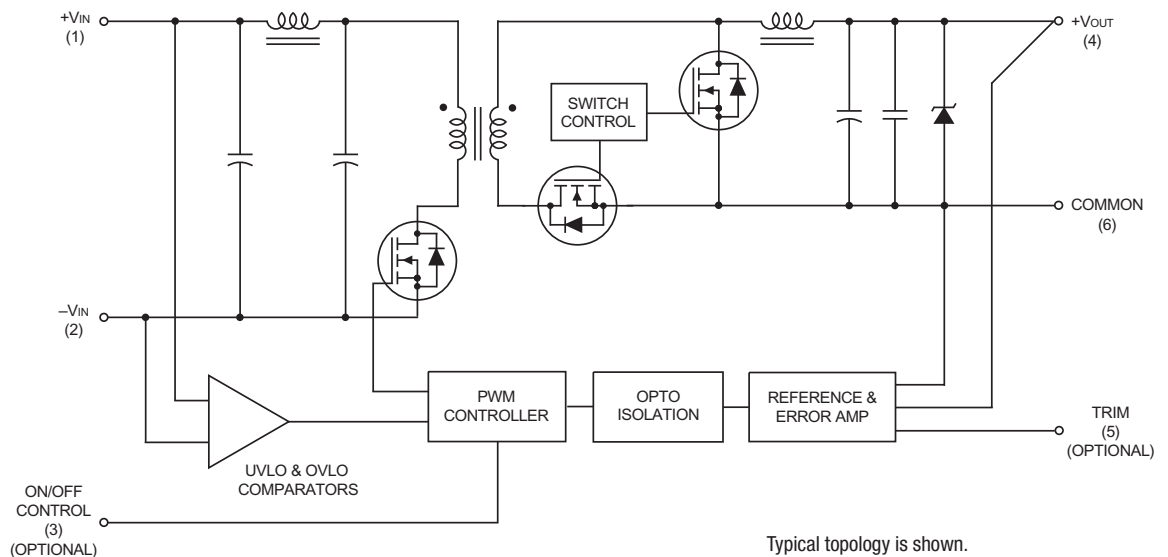 +VIN
(1)
+VOUT
(4)
SWITCH
CONTROL
COMMON
(6)
–VIN
(2)
PWM
CONTROLLER
OPTO
ISOLATION
REFERENCE &
ERROR AMP
TRIM
(5)
(OPTIONAL)
UVLO & OVLO
COMPARATORS
ON/OFF
CONTROL
(3)
(OPTIONAL)
Typical topology is shown.